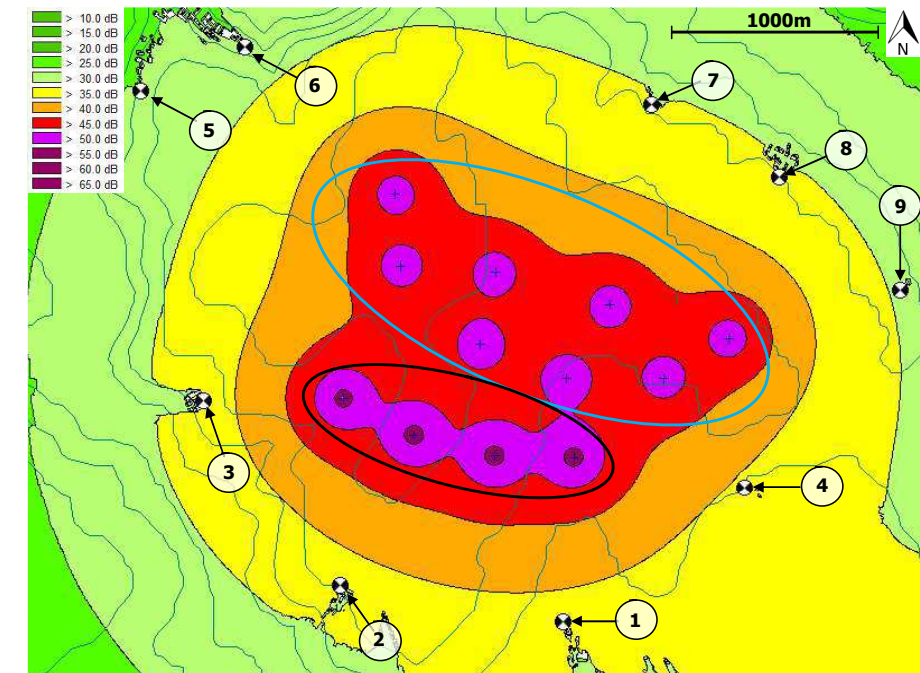 > 10.0 dB
> 15.0 dB
> 20.0 dB
> 25.0 dB
> 30.0 dB
> 35.0 dB
> 40.0 dB
> 45.0 dB
> 50.0 dB
> 55.0 dB
> 60.0 dB
> 65.0 dB
1000m
N
6
7
5
8
9
3
4
1
2